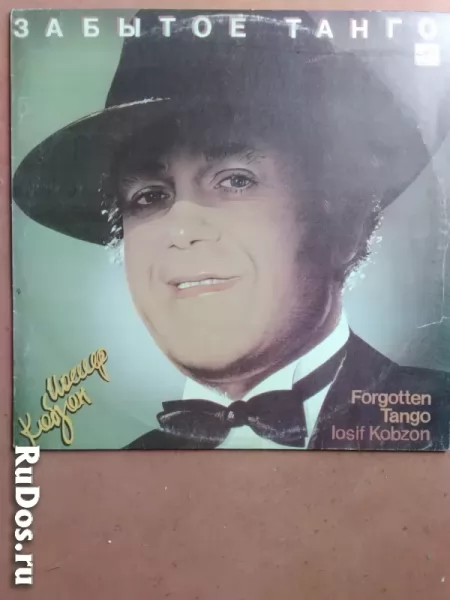 ЗАБЫТОЕ ТАНГО
Иосиф
Кобзон
Forgotten
Tango
Iosif Kobzon
RuDos.ru